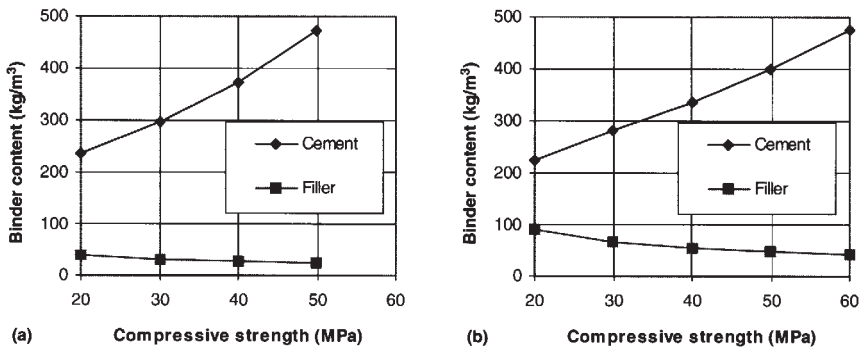 500
400
300
200
100
0
Binder content (kg/m³)
Cement
Filler
20 30 40 50 60
(a) Compressive strength (MPa)
500
400
300
200
100
0
Binder content (kg/m³)
Cement
Filler
20 30 40 50 60
(b) Compressive strength (MPa)